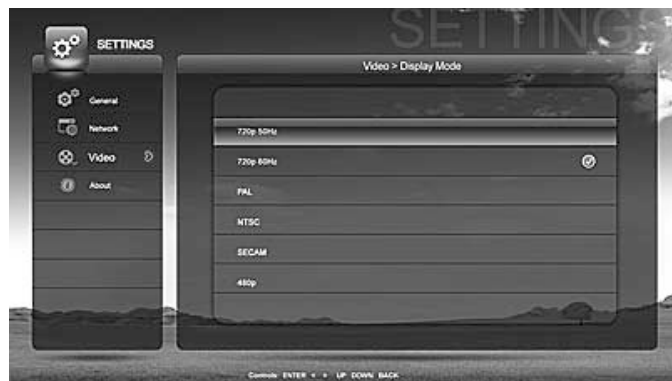 SETTINGS
SETTINGS
Video > Display Mode
General
Network
Video
About
720p 50Hz
720p 60Hz
PAL
NTSC
SECAM
480p
Controls: ENTER < > UP DOWN BACK